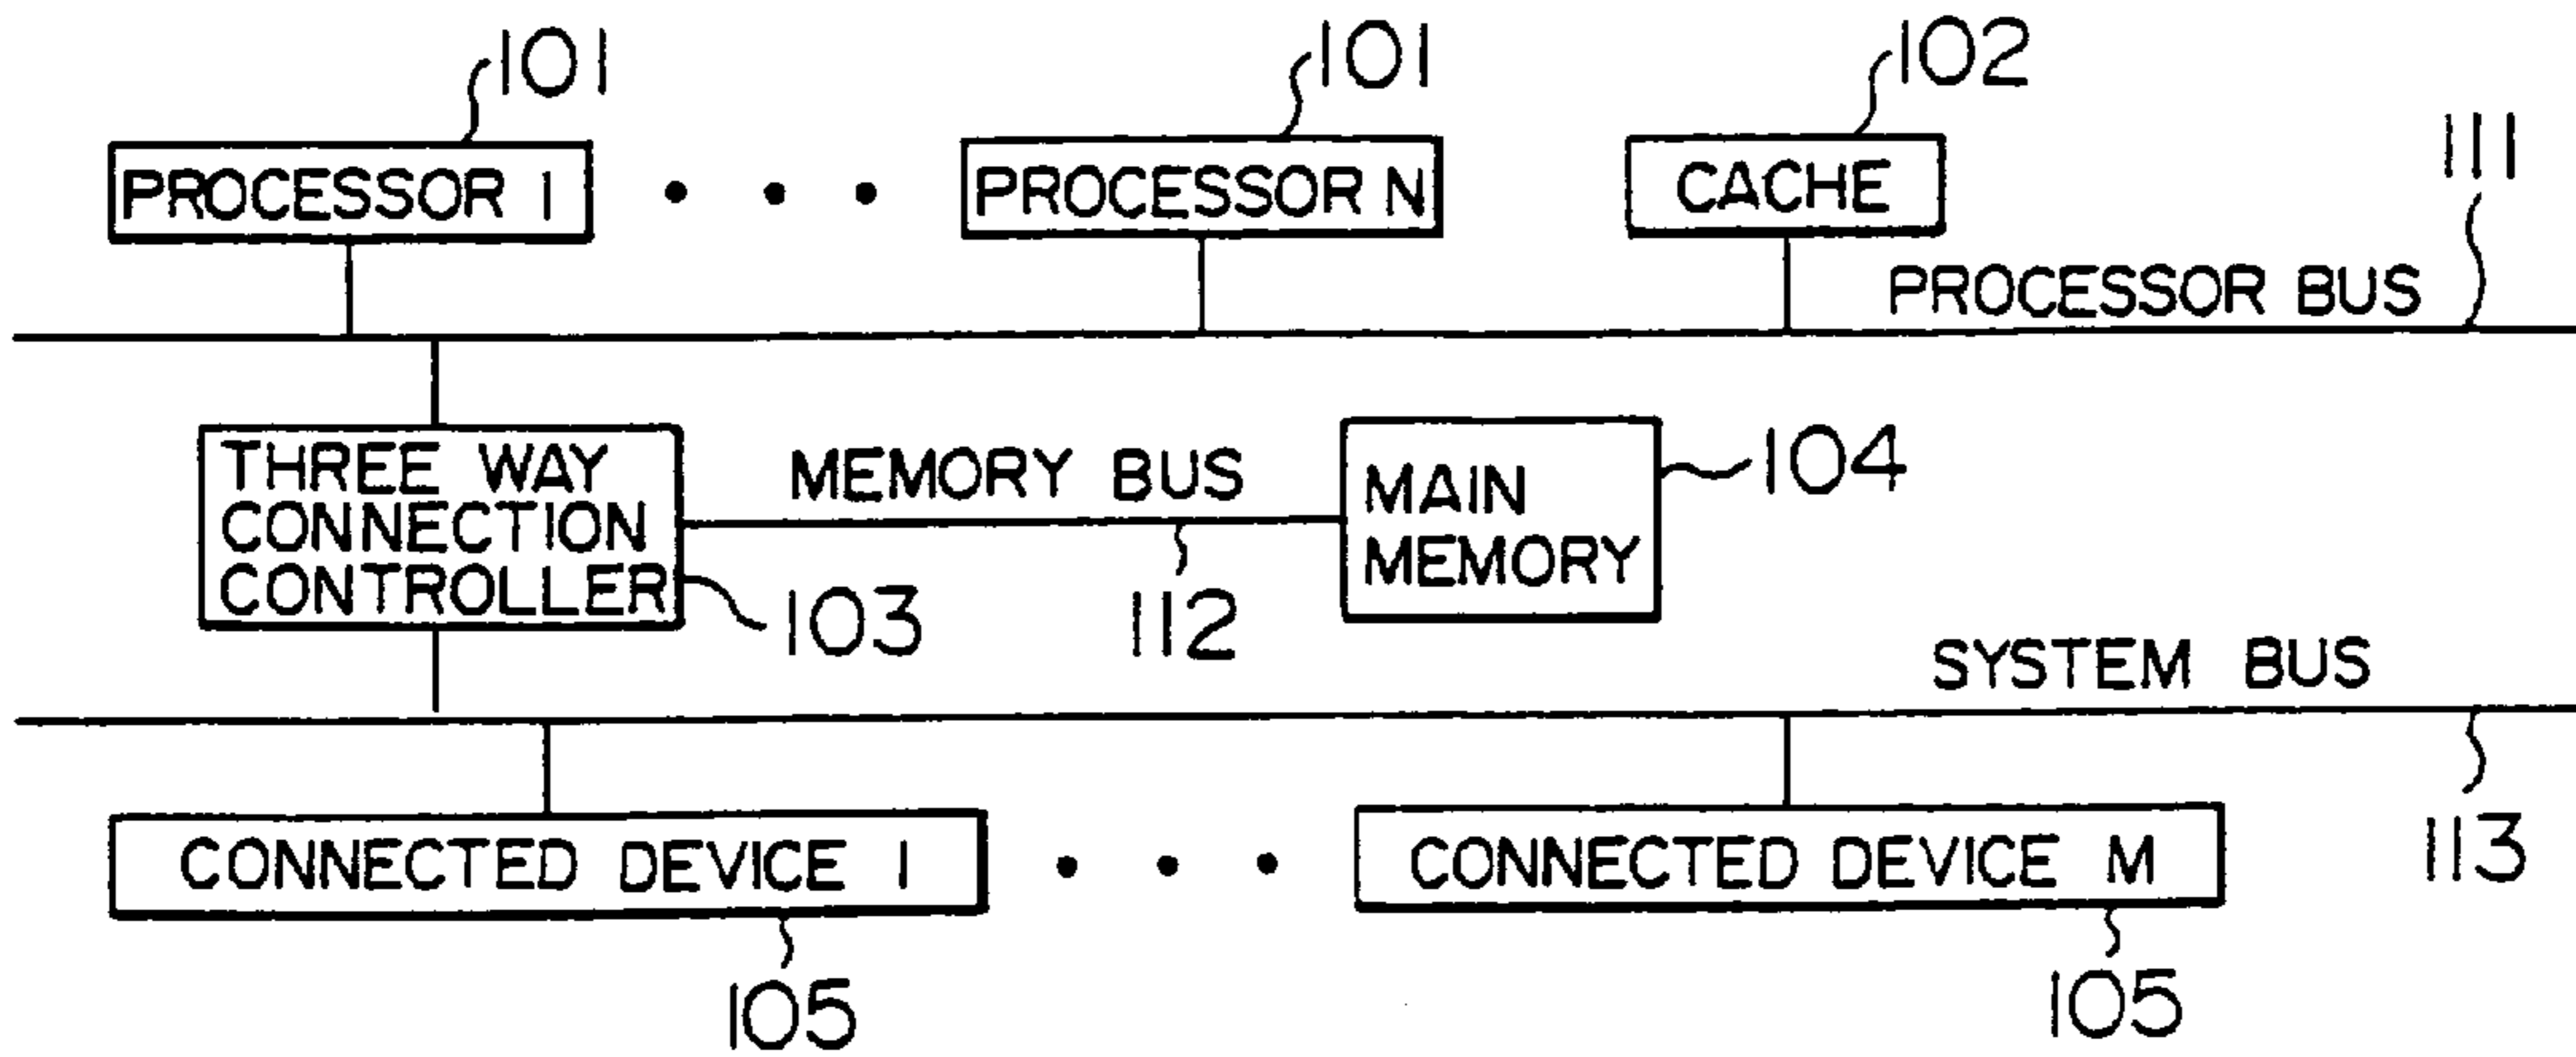 101
101
102
111
PROCESSOR 1
PROCESSOR N
CACHE
PROCESSOR BUS
THREE WAY
CONNECTION
CONTROLLER
103
MEMORY BUS
112
MAIN
MEMORY
104
SYSTEM BUS
113
CONNECTED DEVICE 1
CONNECTED DEVICE M
105
105